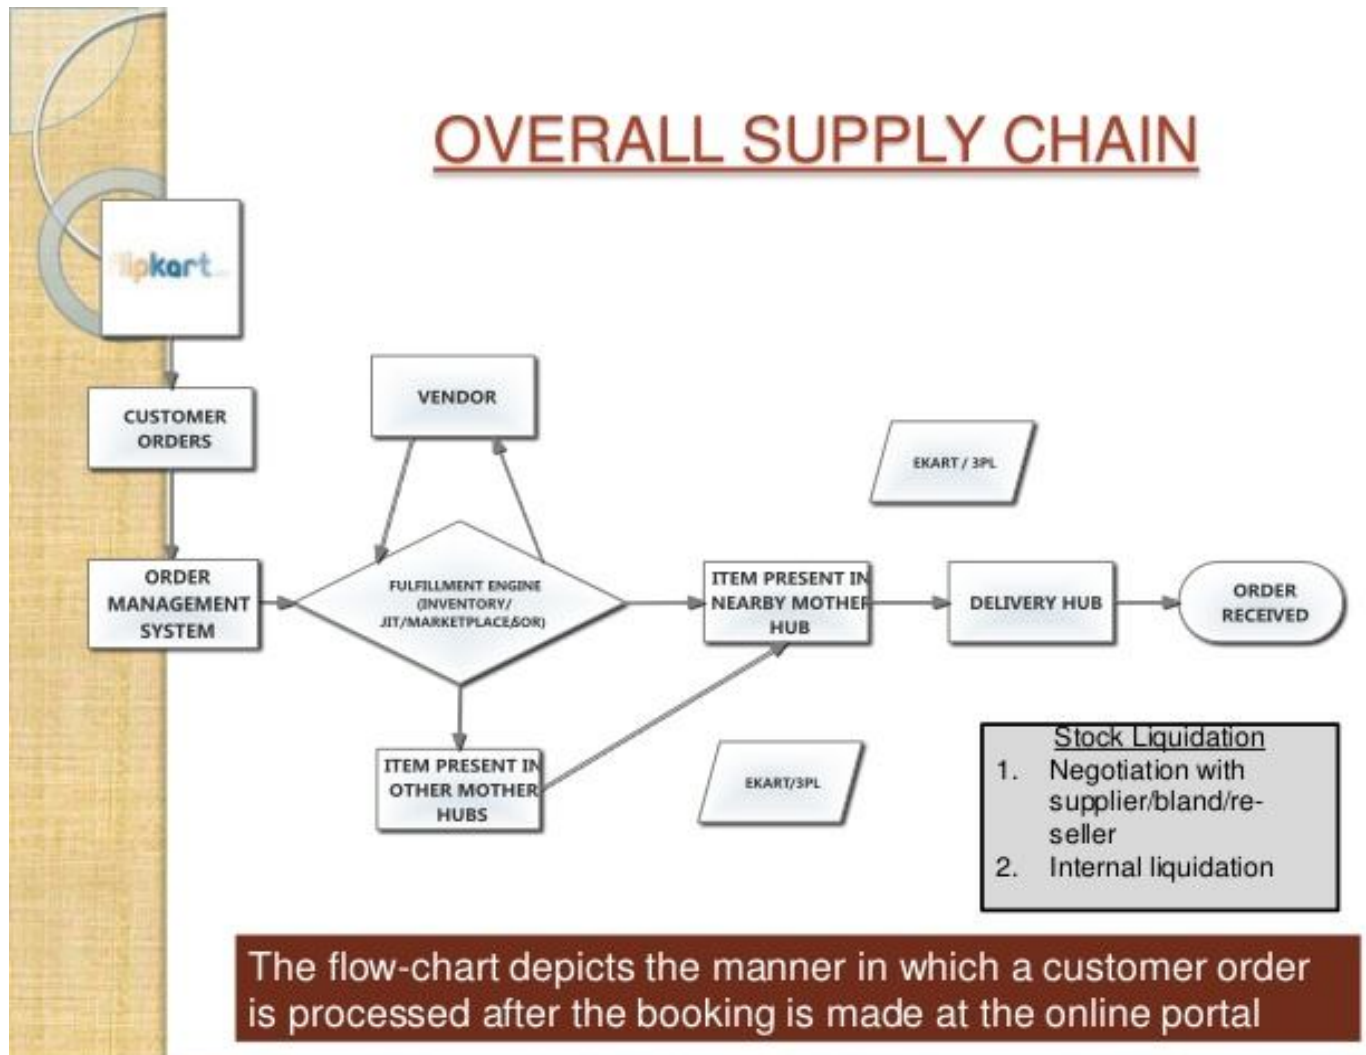 OVERALL SUPPLY CHAIN
flipkart
CUSTOMER
ORDERS
ORDER
MANAGEMENT
SYSTEM
VENDOR
FULFILLMENT ENGINE
(INVENTORY/
JIT/MARKETPLACE/SOR)
ITEM PRESENT IN
OTHER MOTHER
HUBS
EKART / 3PL
ITEM PRESENT IN
NEARBY MOTHER
HUB
DELIVERY HUB
ORDER
RECEIVED
EKART/3PL
Stock Liquidation
1. Negotiation with
supplier/bland/re-
seller
2. Internal liquidation
The flow-chart depicts the manner in which a customer order
is processed after the booking is made at the online portal